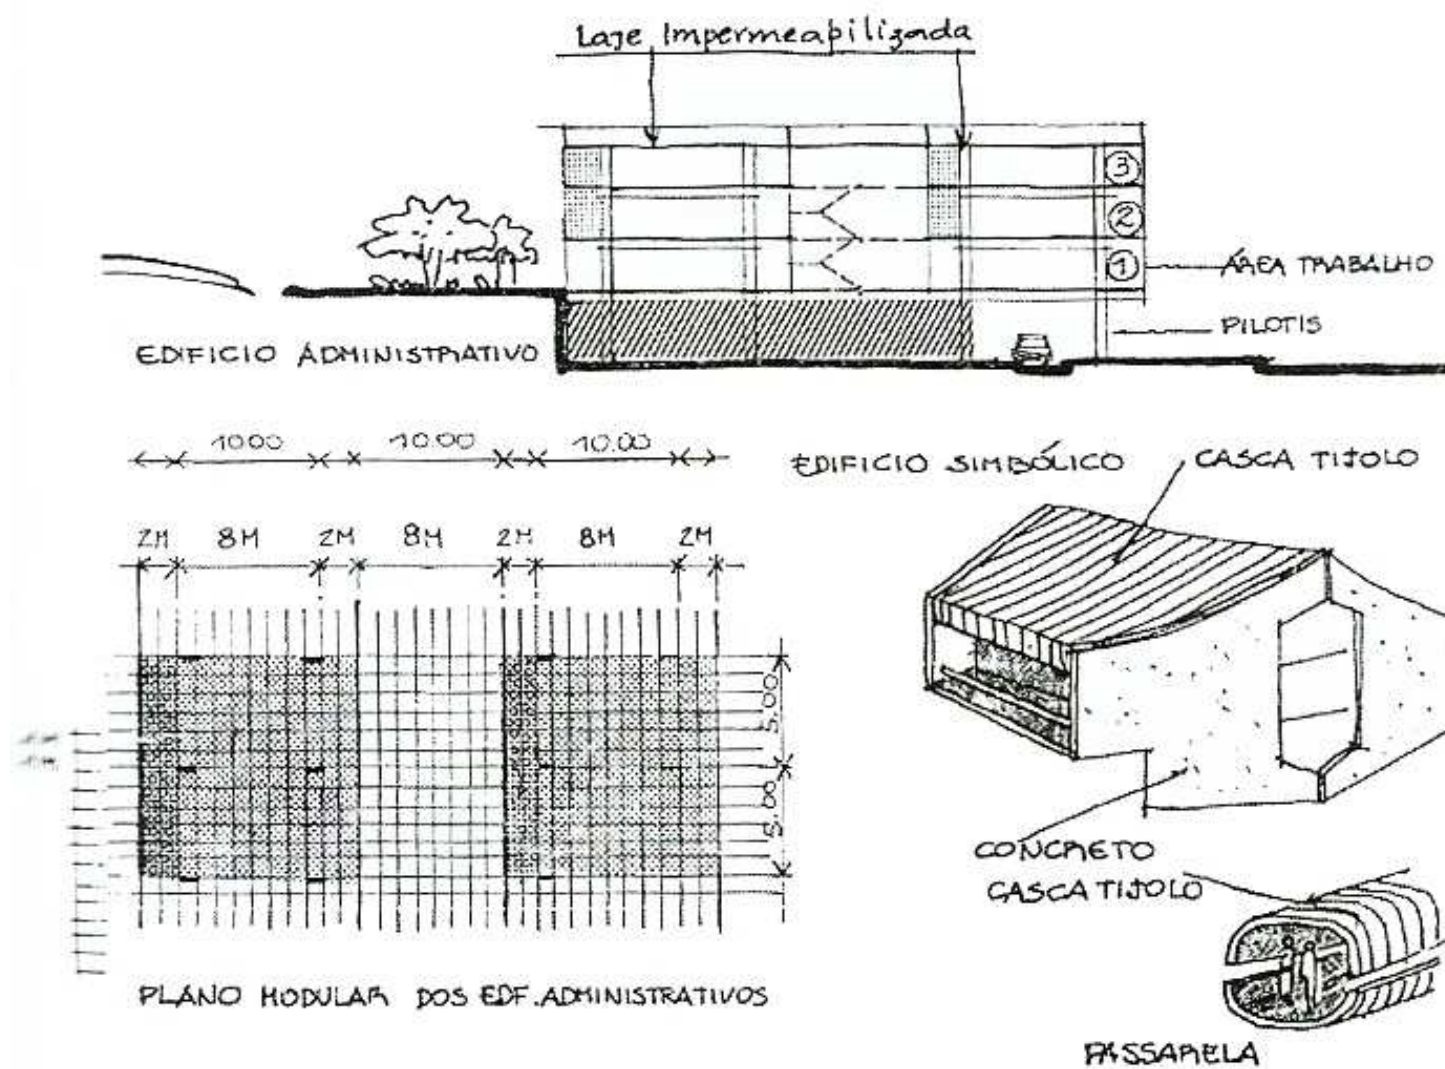 Laje Impermeabilizada
3
2
1
ÁREA TRABALHO
PILOTIS
EDIFICIO ADMINISTRATIVO
1000 10.00 10.00
EDIFICIO SIMBÓLICO
CASCA TIJOLO
2M 8M 2M 8M 2M 8M 2M
5.00
5.00
CONCRETO
CASCA TIJOLO
PLANO MODULAR DOS EDF. ADMINISTRATIVOS
PASSARELA